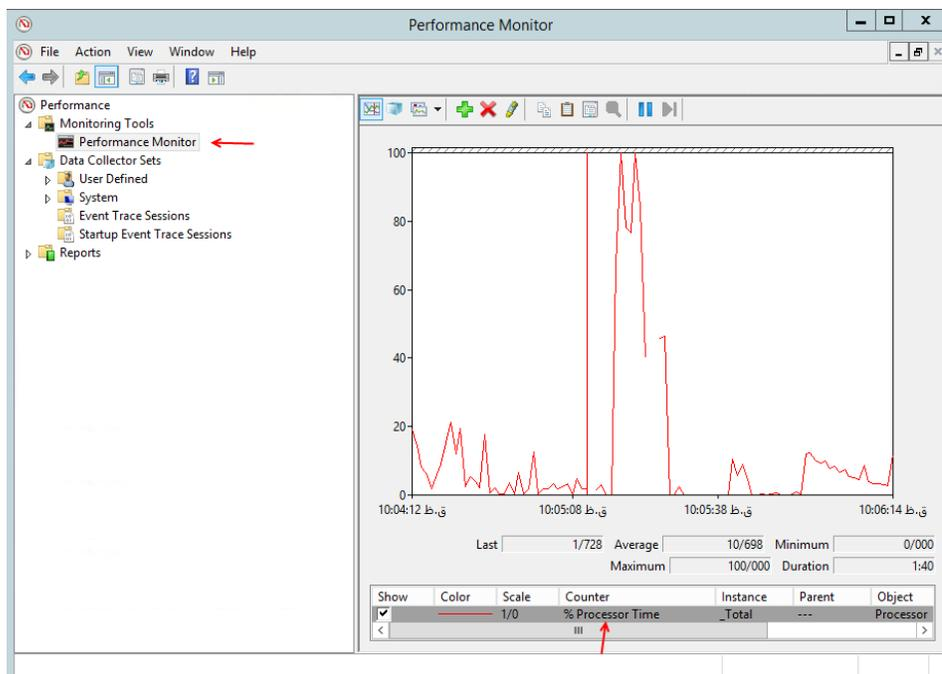 Performance Monitor
File Action View Window Help
Performance
Monitoring Tools
Performance Monitor
Data Collector Sets
User Defined
System
Event Trace Sessions
Startup Event Trace Sessions
Reports
100
80
60
40
20
0
10:04:12 ق.ظ 10:05:08 ق.ظ 10:05:38 ق.ظ 10:06:14 ق.ظ
Last 1/728 Average 10/698 Minimum 0/000
Maximum 100/000 Duration 1:40
Show Color Scale Counter Instance Parent Object
1/0 % Processor Time _Total --- Processor